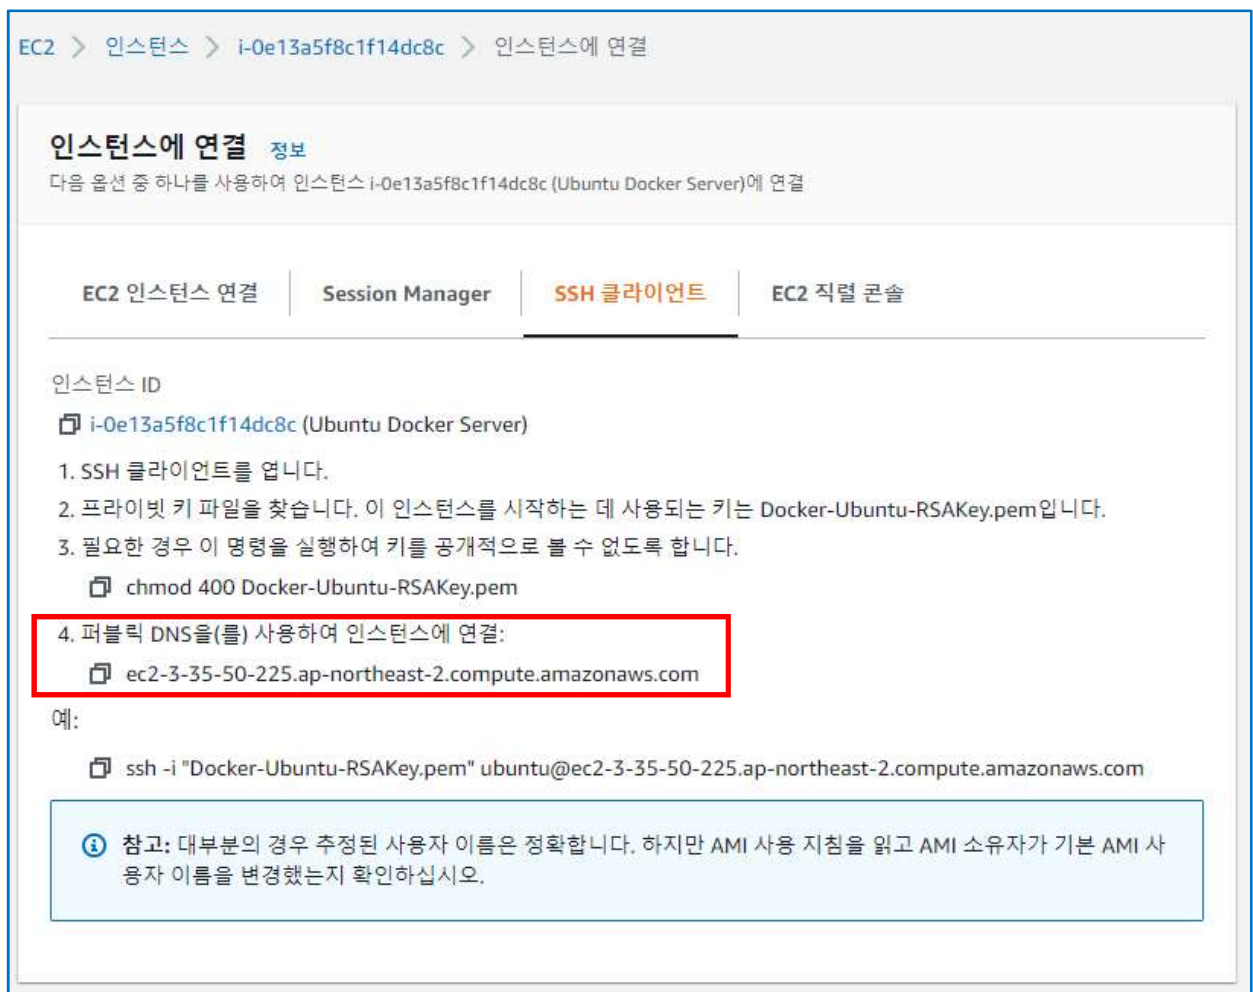 EC2 > 인스턴스 > i-0e13a5f8c1f14dc8c > 인스턴스에 연결
인스턴스에 연결 정보
다음 옵션 중 하나를 사용하여 인스턴스 i-0e13a5f8c1f14dc8c (Ubuntu Docker Server)에 연결
EC2 인스턴스 연결 Session Manager SSH 클라이언트 EC2 직렬 콘솔
인스턴스 ID
i-0e13a5f8c1f14dc8c (Ubuntu Docker Server)
1. SSH 클라이언트를 엽니다.
2. 프라이빗 키 파일을 찾습니다. 이 인스턴스를 시작하는 데 사용되는 키는 Docker-Ubuntu-RSAKey.pem입니다.
3. 필요한 경우 이 명령을 실행하여 키를 공개적으로 볼 수 없도록 합니다.
chmod 400 Docker-Ubuntu-RSAKey.pem
4. 퍼블릭 DNS을(를) 사용하여 인스턴스에 연결:
ec2-3-35-50-225.ap-northeast-2.compute.amazonaws.com
예:
ssh -i "Docker-Ubuntu-RSAKey.pem" ubuntu@ec2-3-35-50-225.ap-northeast-2.compute.amazonaws.com
참고: 대부분의 경우 추정된 사용자 이름은 정확합니다. 하지만 AMI 사용 지침을 읽고 AMI 소유자가 기본 AMI 사
용자 이름을 변경했는지 확인하십시오.